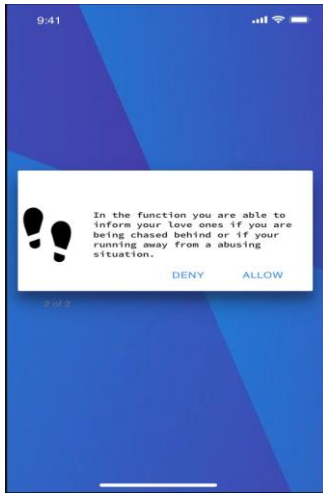 9:41
In the function you are able to
inform your love ones if you are
being chased behind or if your
running away from a abusing
situation.
DENY ALLOW
2 of 2